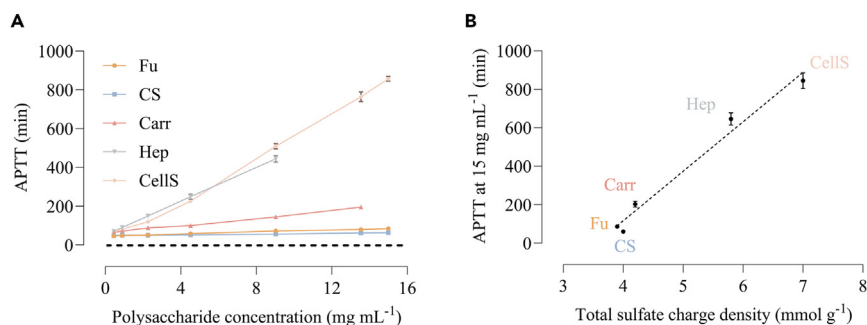 A
1000
800
600
400
200
0
APTT (min)
Fu
CS
Carr
Hep
CellS
0 4 8 12 16
Polysaccharide concentration (mg mL⁻¹)
B
1000
800
600
400
200
0
APTT at 15 mg mL⁻¹ (min)
CellS
Hep
Carr
Fu
CS
3 4 5 6 7 8
Total sulfate charge density (mmol g⁻¹)